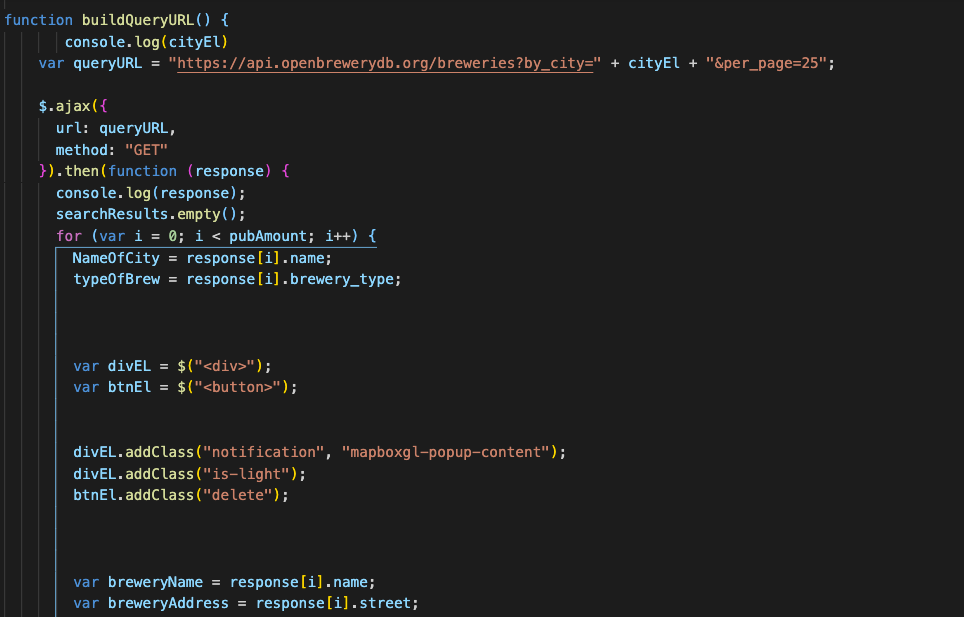 function buildQueryURL() {
console.log(cityEl)
var queryURL = "https://api.openbrewerydb.org/breweries?by_city=" + cityEl + "&per_page=25";
$.ajax({
url: queryURL,
method: "GET"
}).then(function (response) {
console.log(response);
searchResults.empty();
for (var i = 0; i < pubAmount; i++) {
NameOfCity = response[i].name;
typeOfBrew = response[i].brewery_type;
var divEL = $("<div>");
var btnEl = $("<button>");
divEL.addClass("notification", "mapboxgl-popup-content");
divEL.addClass("is-light");
btnEl.addClass("delete");
var breweryName = response[i].name;
var breweryAddress = response[i].street;